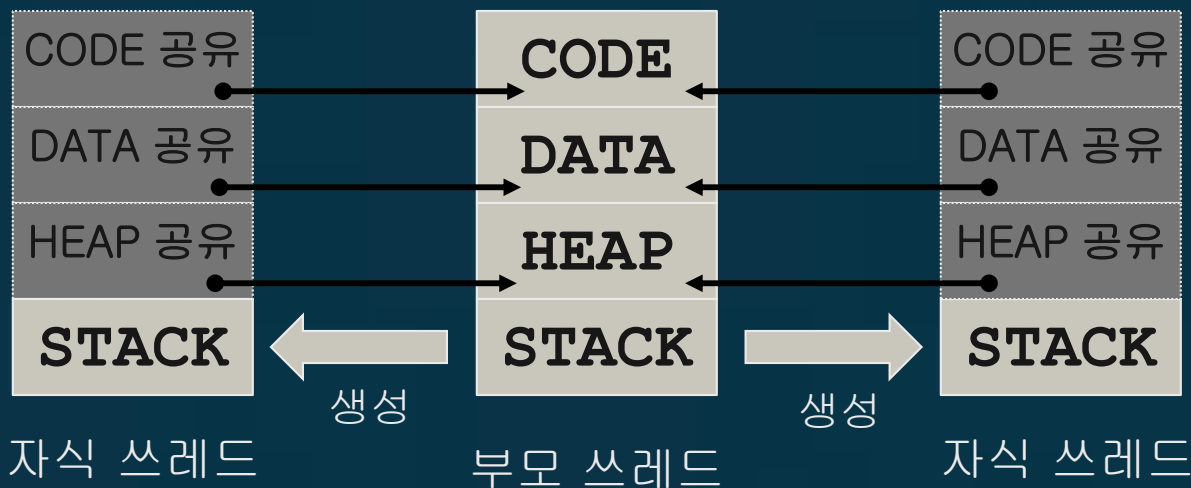 CODE 공유
DATA 공유
HEAP 공유
STACK
자식 쓰레드
생성
CODE
DATA
HEAP
STACK
부모 쓰레드
생성
CODE 공유
DATA 공유
HEAP 공유
STACK
자식 쓰레드